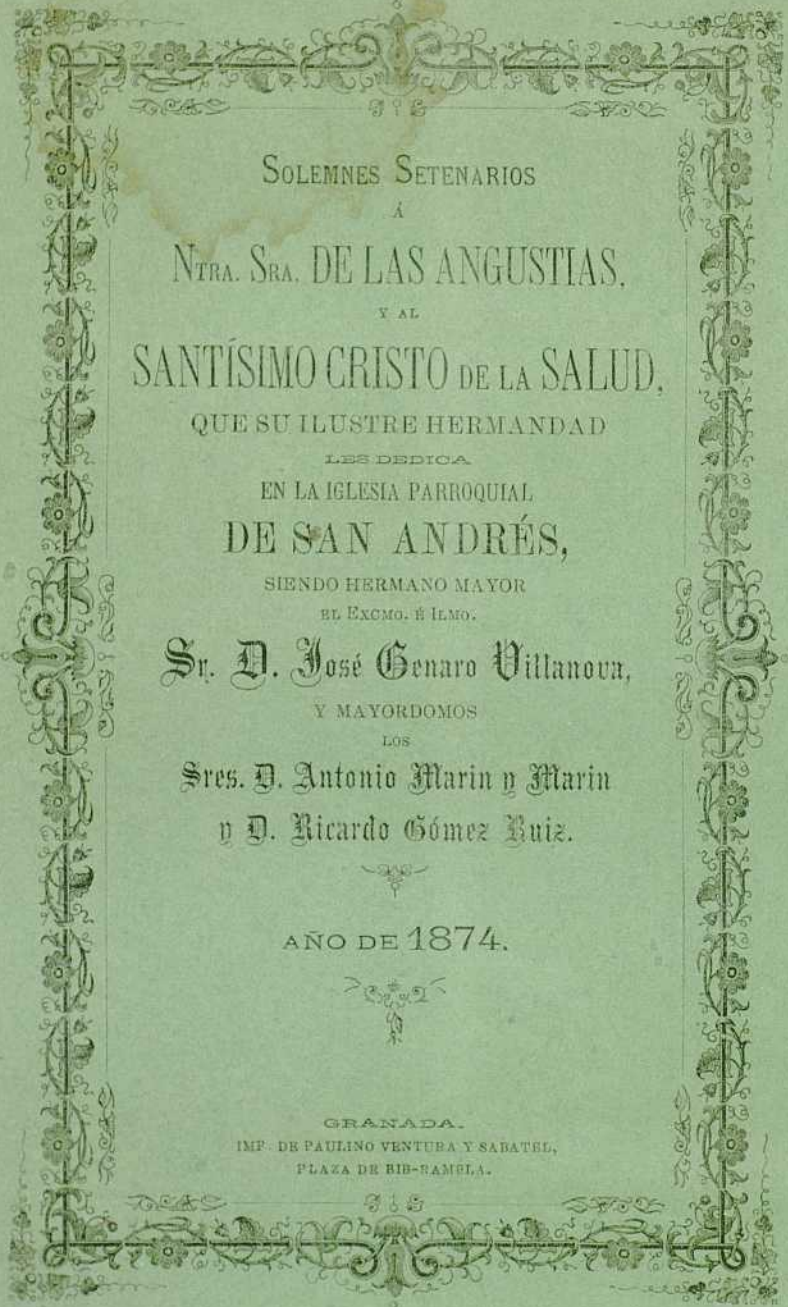 SOLEMNES SETENARIOS
Á
NTRA. SRA. DE LAS ANGUSTIAS,
Y AL
SANTÍSIMO CRISTO DE LA SALUD,
QUE SU ILUSTRE HERMANDAD
LES DEDICA
EN LA IGLESIA PARROQUIAL
DE SAN ANDRÉS,
SIENDO HERMANO MAYOR
EL EXCMO. É ILMO.
Sr. D. José Genaro Villanova,
Y MAYORDOMOS
LOS
Sres. D. Antonio Marin y Marin
y D. Ricardo Gómez Ruiz.
AÑO DE 1874.
GRANADA.
IMP. DE PAULINO VENTURA Y SABATEL,
PLAZA DE BIB-RAMBLA.